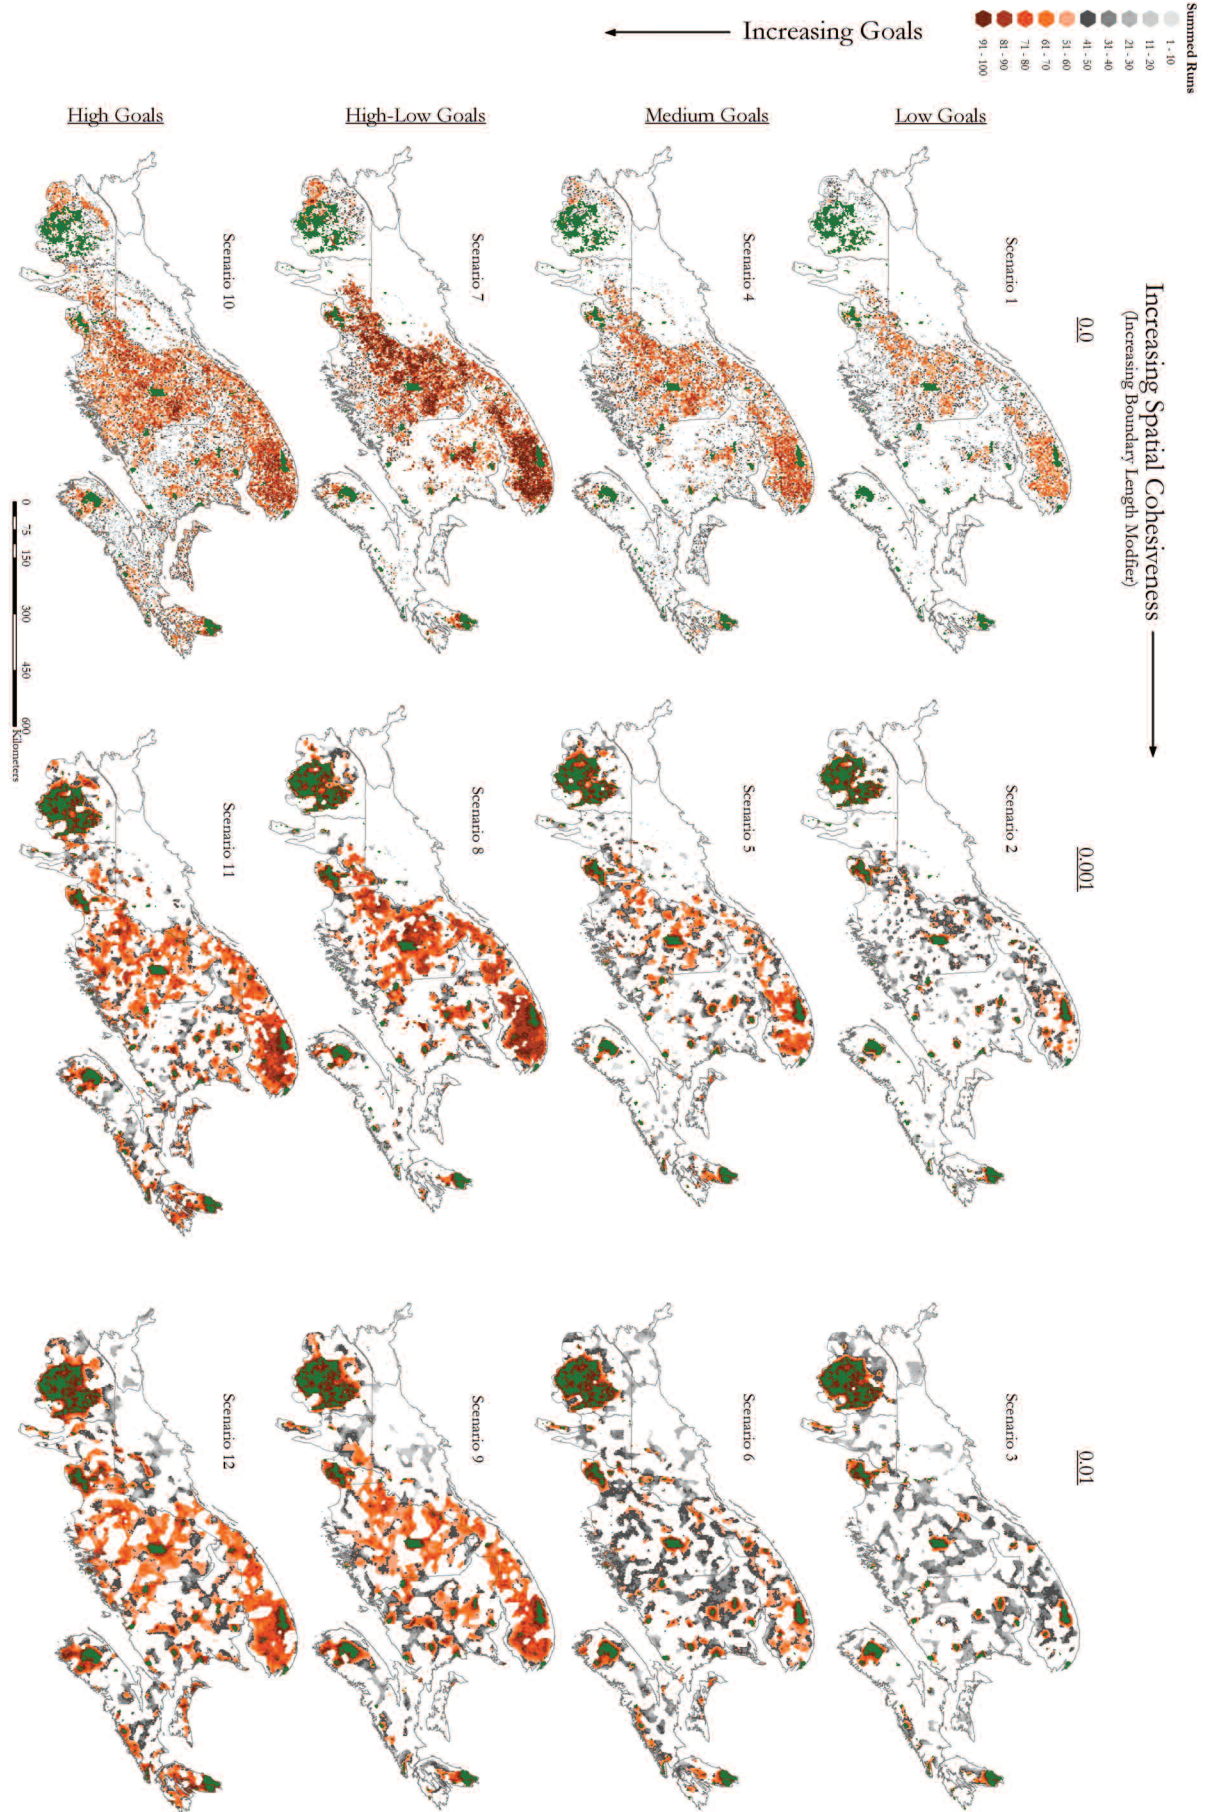 Summed Runs
1 - 10
11 - 20
21 - 30
31 - 40
41 - 50
51 - 60
61 - 70
71 - 80
81 - 90
91 - 100
Increasing Spatial Cohesiveness
(Increasing Boundary Length Modfier)
0.0
0.001
0.01
Increasing Goals
Low Goals
Scenario 1
Scenario 2
Scenario 3
Medium Goals
Scenario 4
Scenario 5
Scenario 6
High-Low Goals
Scenario 7
Scenario 8
Scenario 9
High Goals
Scenario 10
Scenario 11
Scenario 12
0 75 150 300 450 600
Kilometers